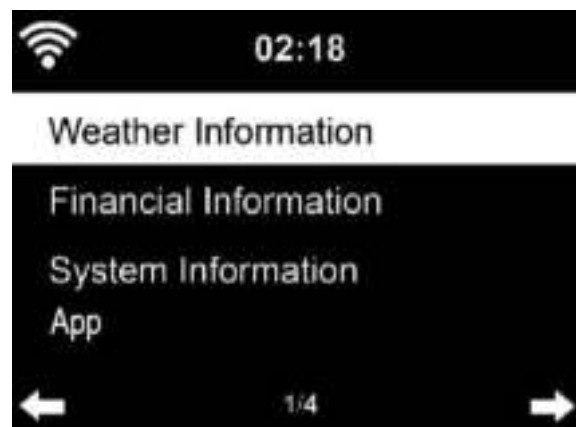 02:18
Weather Information
Financial Information
System Information
App
1/4